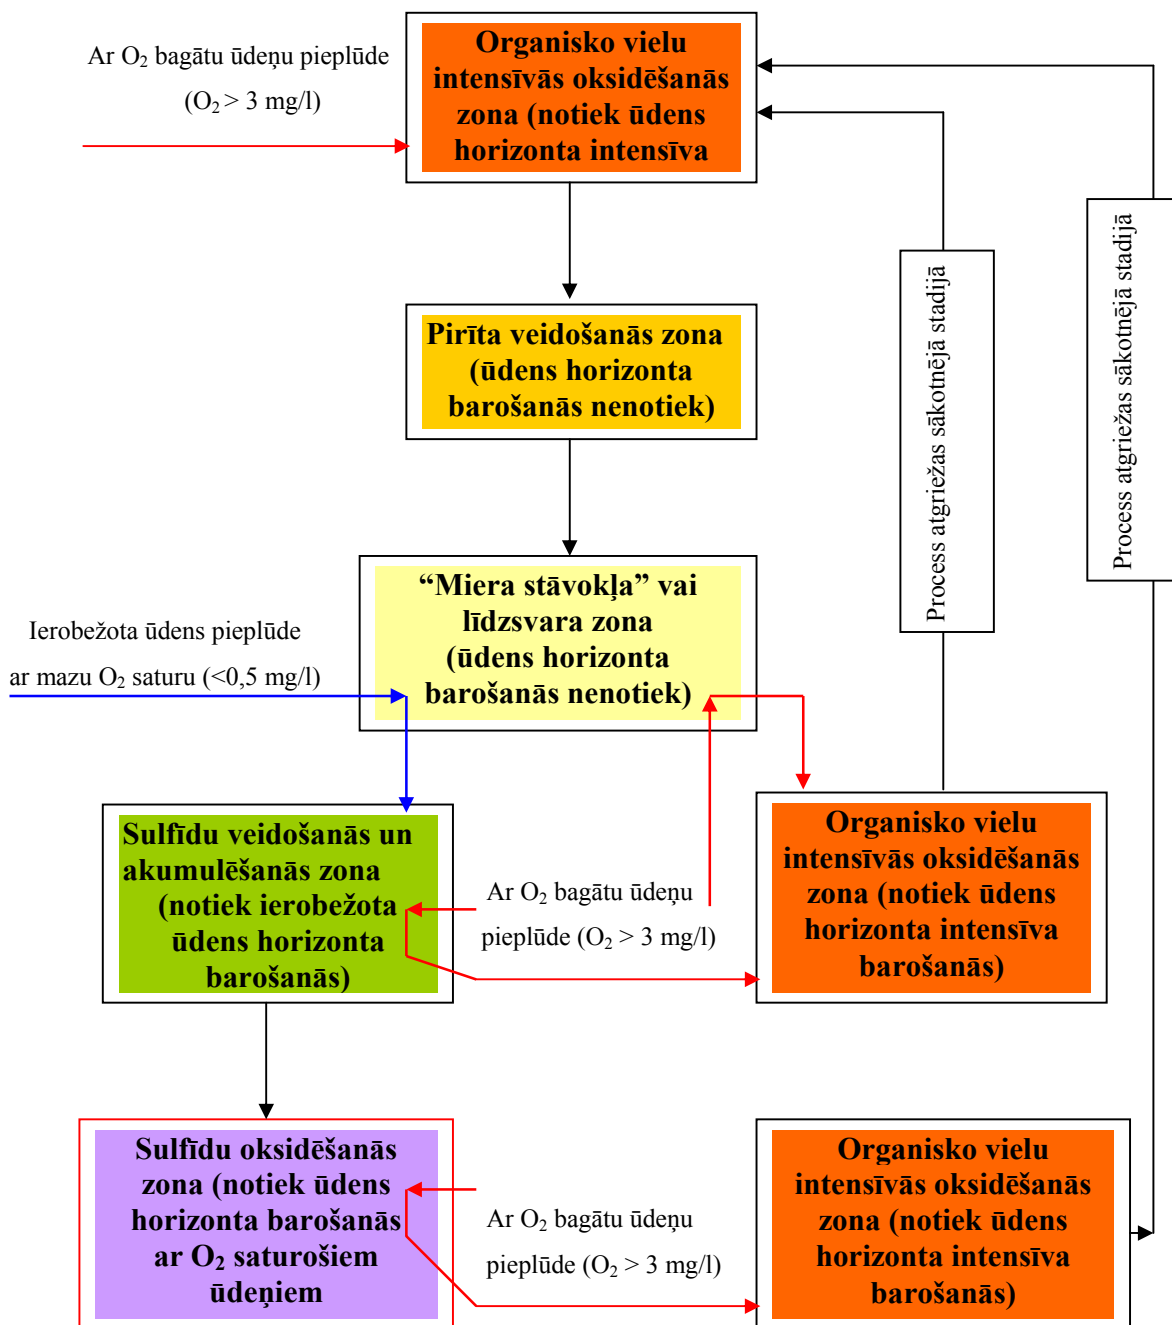 Ar O₂ bagātu ūdeņu pieplūde
(O₂ > 3 mg/l)
Organisko vielu
intensīvās oksidēšanās
zona (notiek ūdens
horizonta intensīva
Pirīta veidošanās zona
(ūdens horizonta
barošanās nenotiek)
Process atgriežas sākotnējā stadijā
Process atgriežas sākotnējā stadijā
“Miera stāvokļa” vai
līdzsvara zona
(ūdens horizonta
barošanās nenotiek)
Ierobežota ūdens pieplūde
ar mazu O₂ saturu (<0,5 mg/l)
Sulfīdu veidošanās un
akumulēšanās zona
(notiek ierobežota
ūdens horizonta
barošanās)
Ar O₂ bagātu ūdeņu
pieplūde (O₂ > 3 mg/l)
Organisko vielu
intensīvās oksidēšanās
zona (notiek ūdens
horizonta intensīva
barošanās)
Sulfīdu oksidēšanās
zona (notiek ūdens
horizonta barošanās
ar O₂ saturošiem
ūdeņiem
Ar O₂ bagātu ūdeņu
pieplūde (O₂ > 3 mg/l)
Organisko vielu
intensīvās oksidēšanās
zona (notiek ūdens
horizonta intensīva
barošanās)